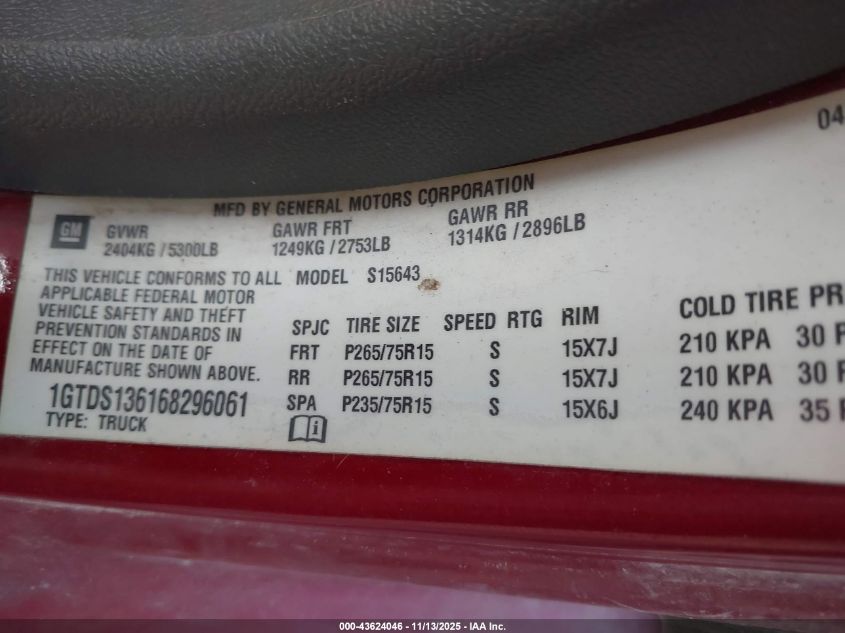 04
MFD BY GENERAL MOTORS CORPORATION
GM
GVWR GAWR FRT GAWR RR
2404KG / 5300LB 1249KG / 2753LB 1314KG / 2896LB
THIS VEHICLE CONFORMS TO ALL
APPLICABLE FEDERAL MOTOR
VEHICLE SAFETY AND THEFT
PREVENTION STANDARDS IN
EFFECT ON THE DATE OF
MANUFACTURE SHOWN ABOVE.
1GTDS136168296061
TYPE: TRUCK
MODEL S15643
SPJC TIRE SIZE SPEED RTG RIM COLD TIRE PR
FRT P265/75R15 S 15X7J 210 KPA 30 P
RR P265/75R15 S 15X7J 210 KPA 30 P
SPA P235/75R15 S 15X6J 240 KPA 35 P
i
000-43624046 - 11/13/2025 - IAA Inc.